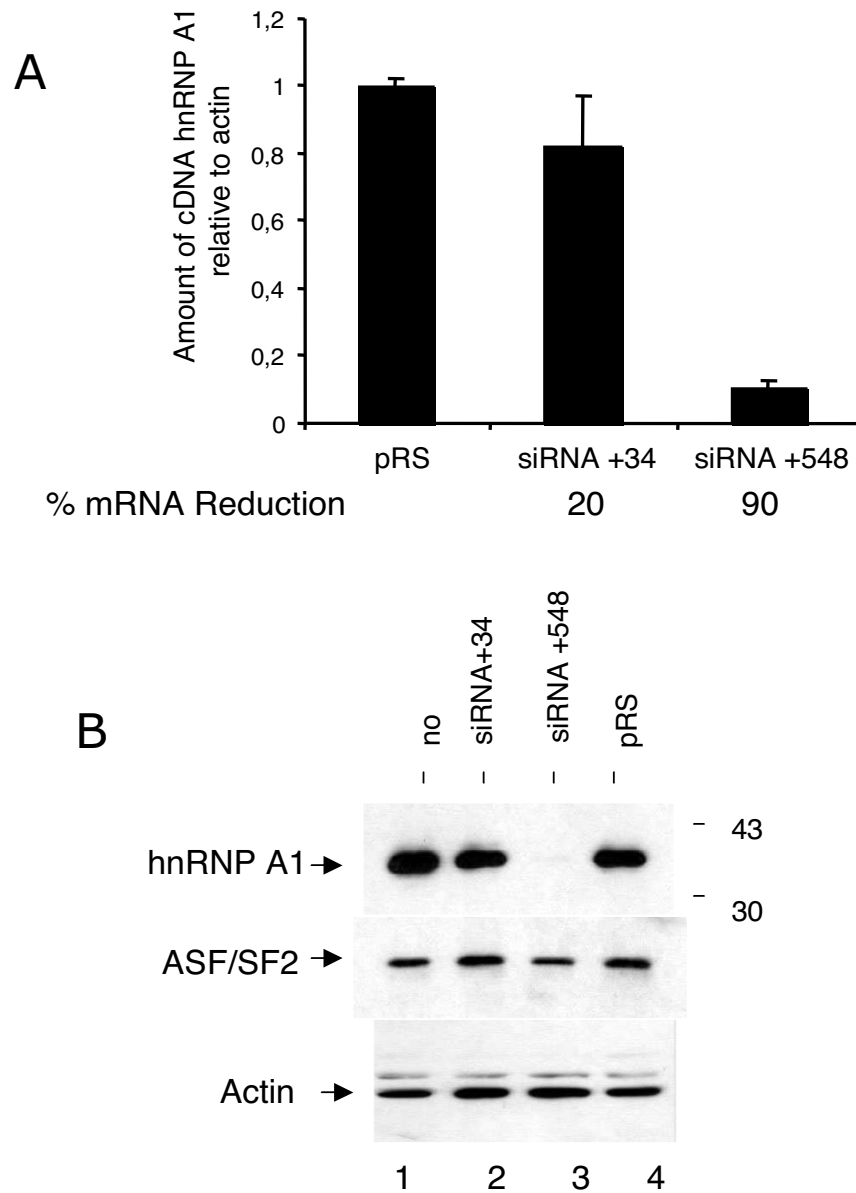 A
Amount of cDNA hnRNP A1
relative to actin
1,2
1
0,8
0,6
0,4
0,2
0
pRS
siRNA +34
siRNA +548
% mRNA Reduction
20
90
B
– no
– siRNA+34
– siRNA +548
– pRS
hnRNP A1
– 43
– 30
ASF/SF2
Actin
1 2 3 4